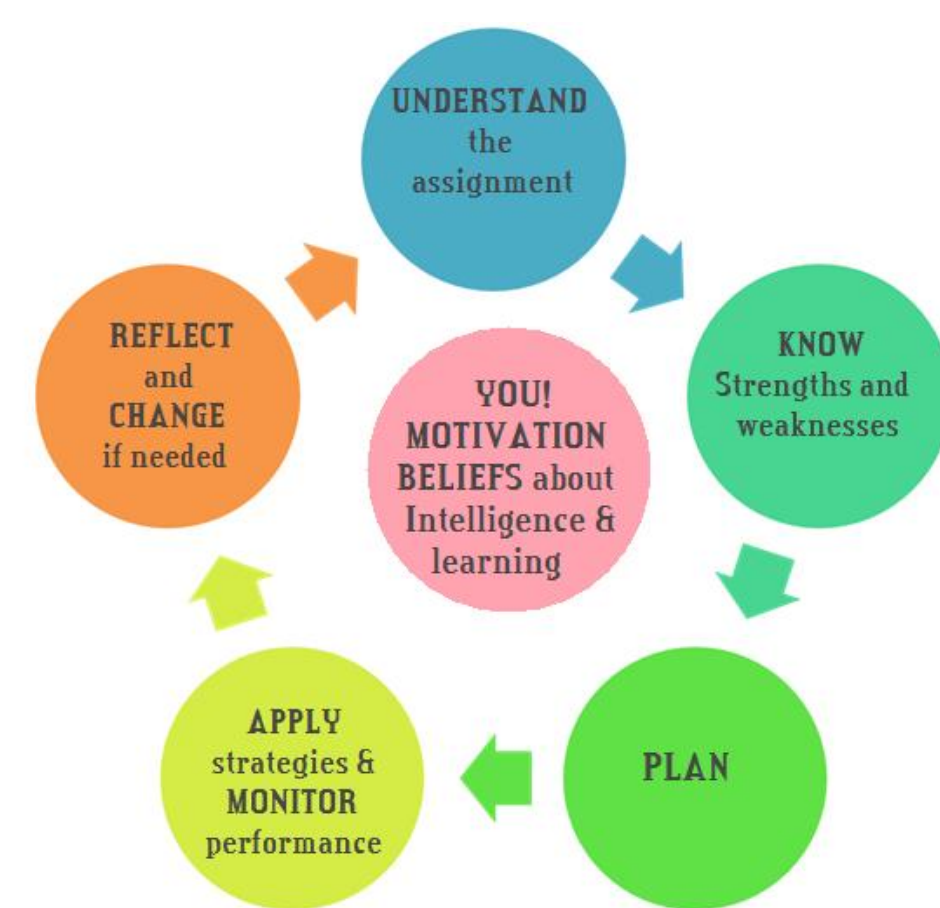 UNDERSTAND
the
assignment
KNOW
Strengths and
weaknesses
PLAN
APPLY
strategies &
MONITOR
performance
REFLECT
and
CHANGE
if needed
YOU!
MOTIVATION
BELIEFS about
Intelligence &
learning